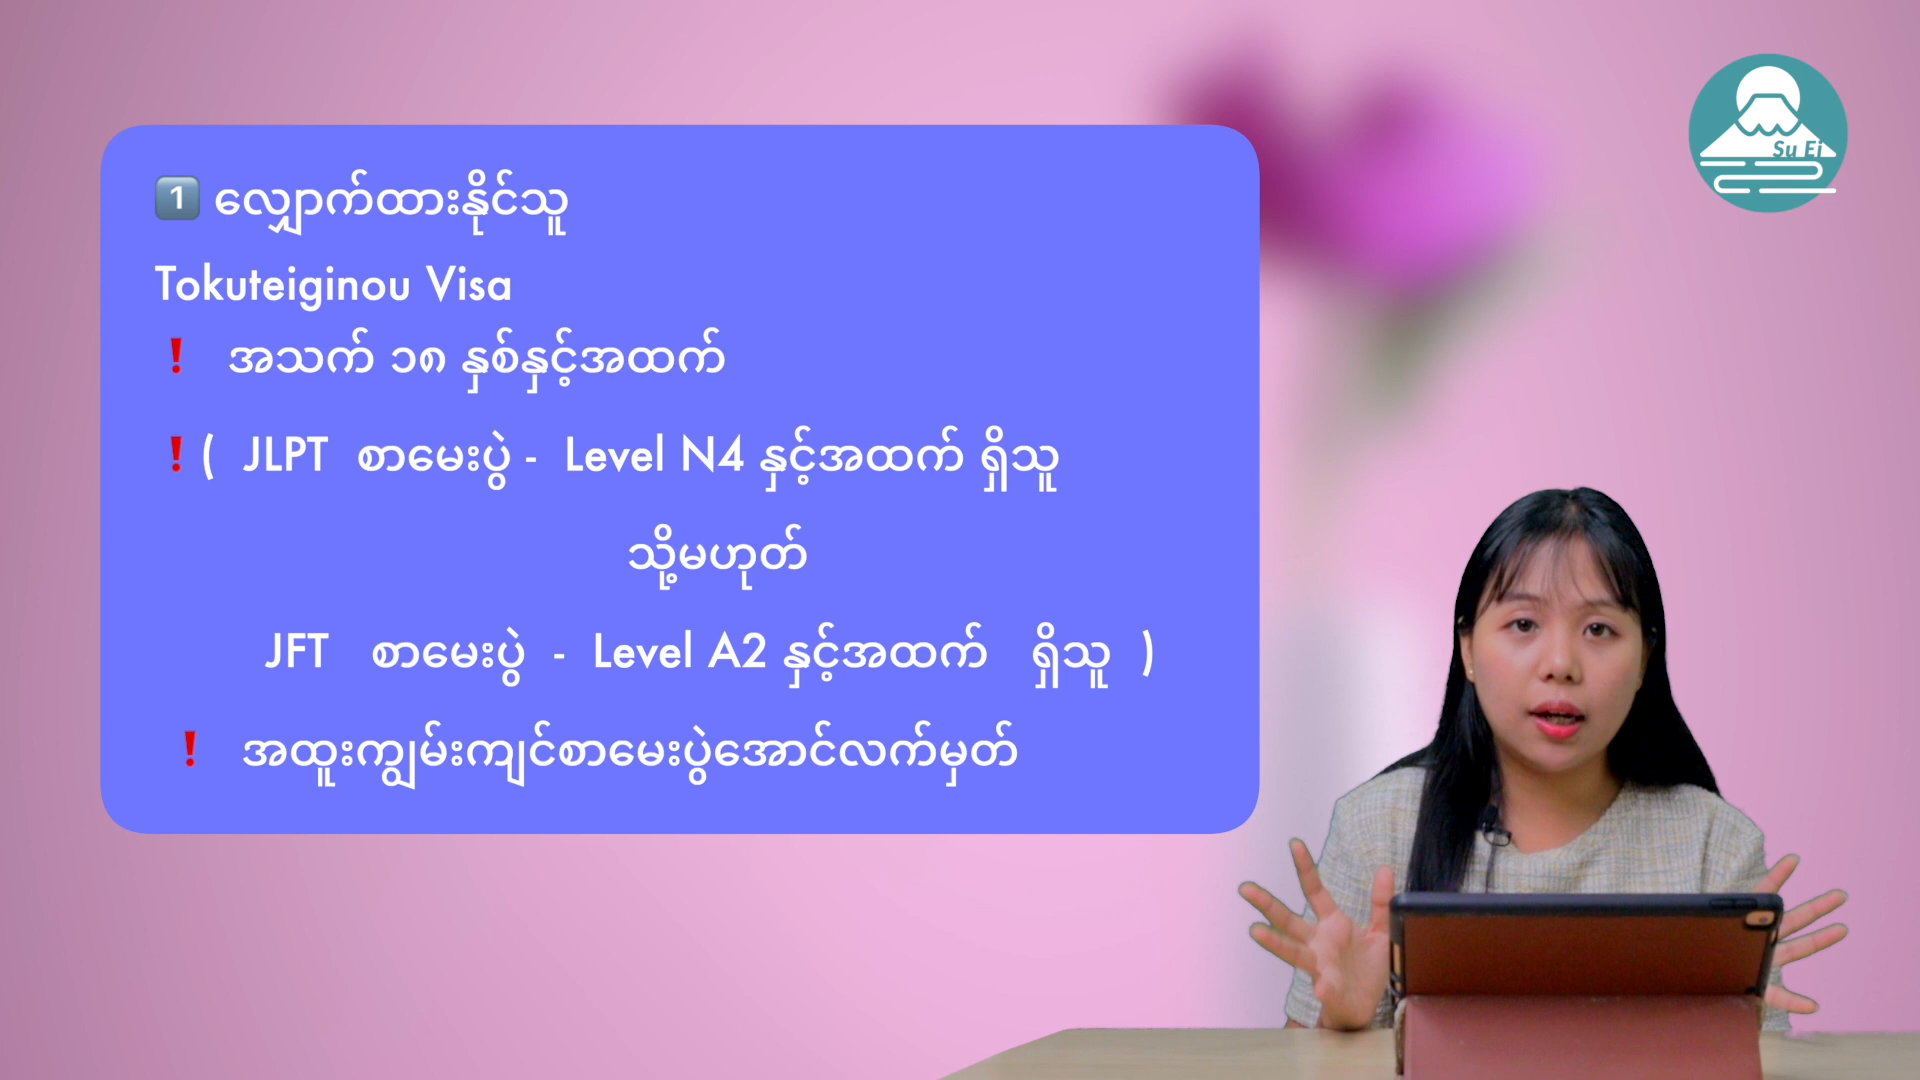 1 လျှောက်ထားနိုင်သူ
Tokuteiginou Visa
! အသက် ၁၈ နှစ်နှင့်အထက်
! ( JLPT စာမေးပွဲ - Level N4 နှင့်အထက် ရှိသူ
သို့မဟုတ်
JFT စာမေးပွဲ - Level A2 နှင့်အထက် ရှိသူ )
! အထူးကျွမ်းကျင်စာမေးပွဲအောင်လက်မှတ်
Su Ei